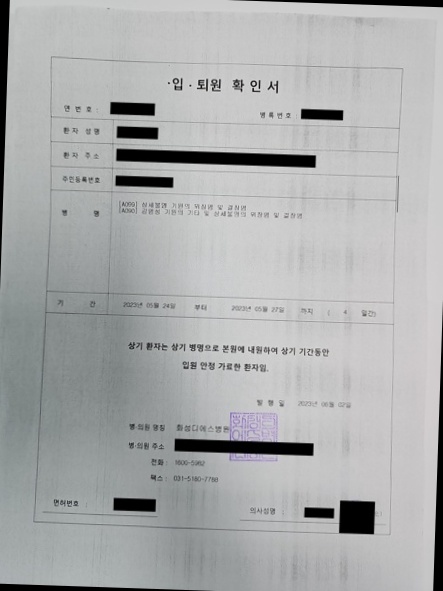 ·입·퇴원 확인서
연 번 호 :
병록번호 :
환자 성명
환자 주소
주민등록번호
병 명
[A099] 상세불명 기원의 위장염 및 결장염
[A090] 감염성 기원의 기타 및 상세불명의 위장염 및 결장염
기 간 2023년 05월 24일 부터 2023년 05월 27일 까지 ( 4 일간)
상기 환자는 상기 병명으로 본원에 내원하여 상기 기간동안
입원 안정 가료한 환자임.
발 행 일 2023년 06월 02일
병·의원 명칭 화성디에스병원
병·의원 주소
전화 : 1600-5982
팩스 : 031-5180-7788
면허번호 :
의사성명 :